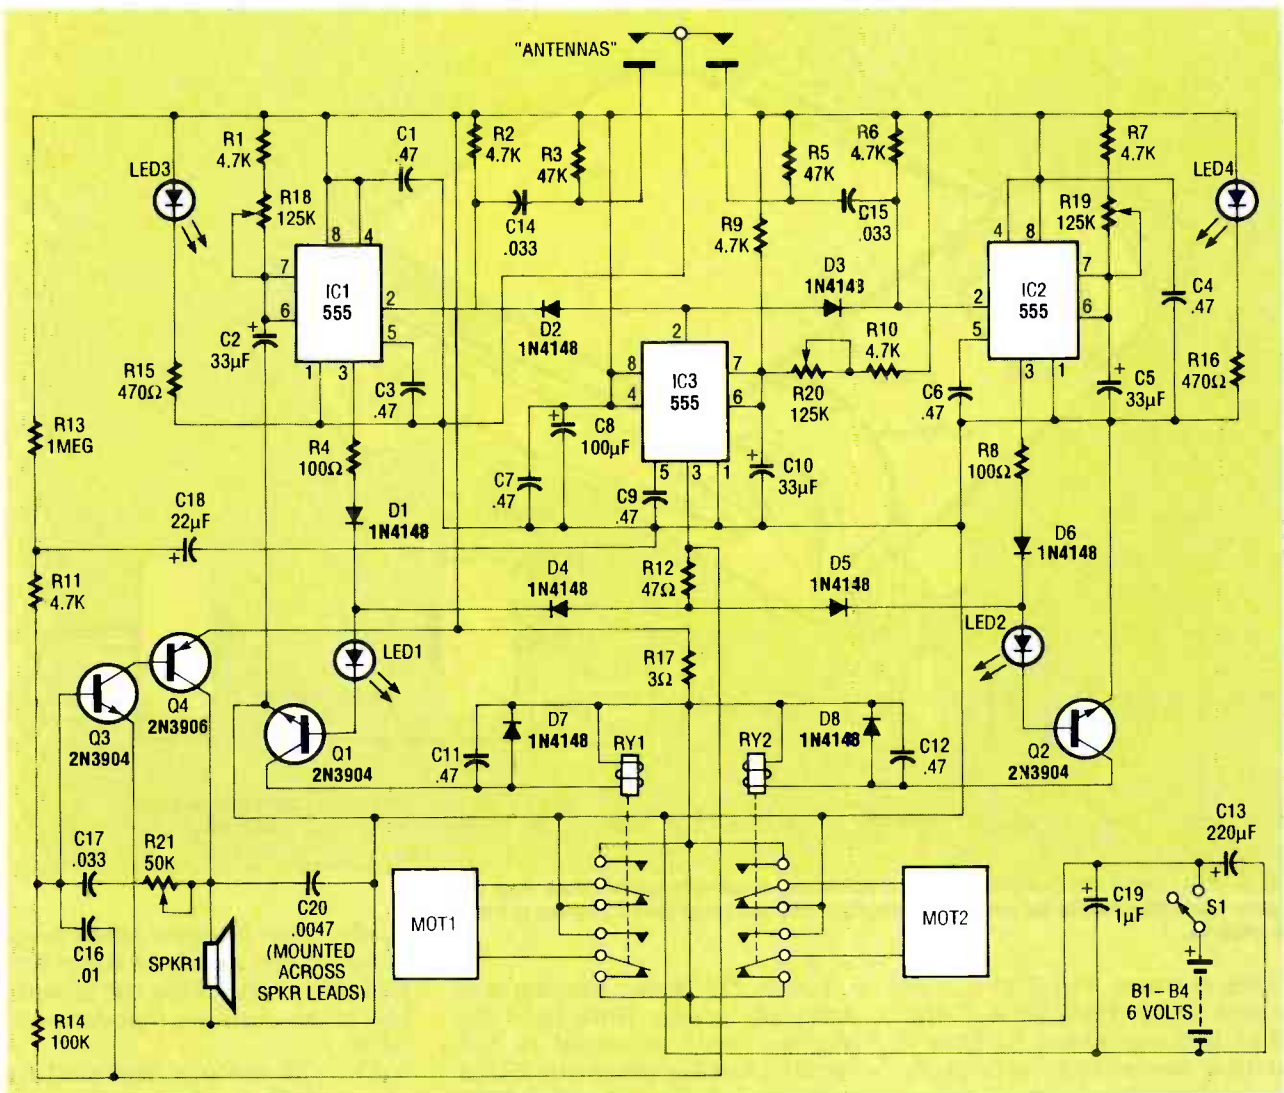 "ANTENNAS"
R1
4.7K
C1
.47
R2
4.7K
R3
47K
R5
47K
R6
4.7K
R7
4.7K
LED3
LED4
R18
125K
C14
.033
C15
.033
R19
125K
R9
4.7K
8
4
7
6
2
5
1
3
IC1
555
D3
1N4148
4
8
7
2
6
5
3
1
IC2
555
C4
.47
D2
1N4148
R10
4.7K
C2
33µF
+
R15
470Ω
C3
.47
2
8
7
4
6
5
3
1
IC3
555
R20
125K
C6
.47
C5
33µF
+
R16
470Ω
R13
1MEG
R4
100Ω
C8
100µF
+
C7
.47
C9
.47
C10
33µF
+
R8
100Ω
C18
22µF
+
D1
1N4148
D6
1N4148
R11
4.7K
D4
1N4148
R12
47Ω
D5
1N4148
LED1
LED2
R17
3Ω
Q4
2N3906
Q3
2N3904
Q1
2N3904
C11
.47
D7
1N4148
RY1
RY2
D8
1N4148
C12
.47
Q2
2N3904
C17
.033
R21
50K
C20
.0047
(MOUNTED
ACROSS
SPKR LEADS)
C16
.01
SPKR1
MOT1
MOT2
C13
220µF
+
C19
1µF
+
S1
+
B1–B4
6 VOLTS
R14
100K